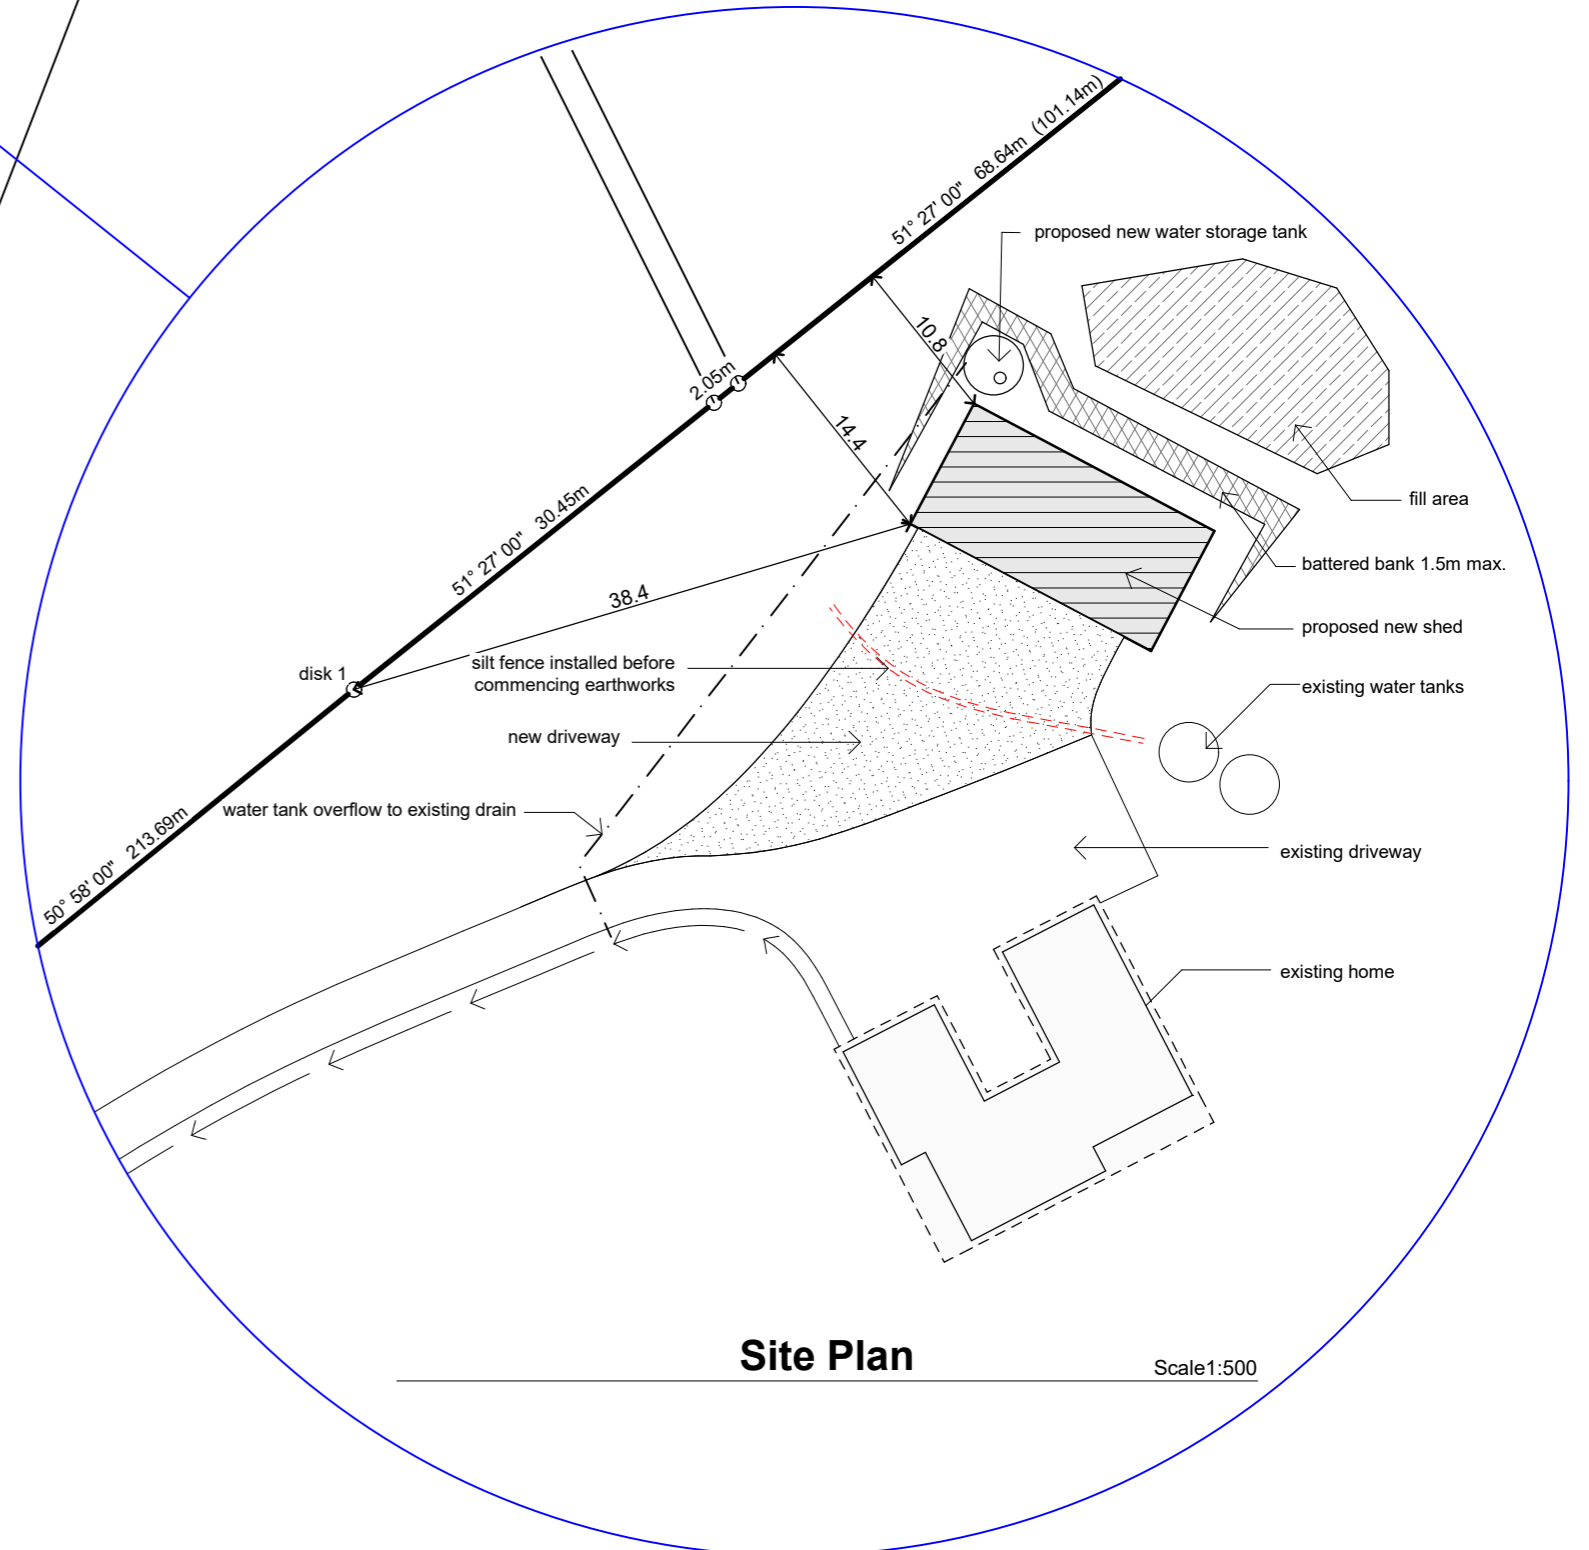 51° 27' 00" 68.64m (101.14m)
proposed new water storage tank
10.8
2.05m
14.4
fill area
51° 27' 00" 30.45m
battered bank 1.5m max.
38.4
proposed new shed
disk 1
silt fence installed before
commencing earthworks
existing water tanks
new driveway
water tank overflow to existing drain
50° 58' 00" 213.69m
existing driveway
existing home
Site Plan
Scale1:500